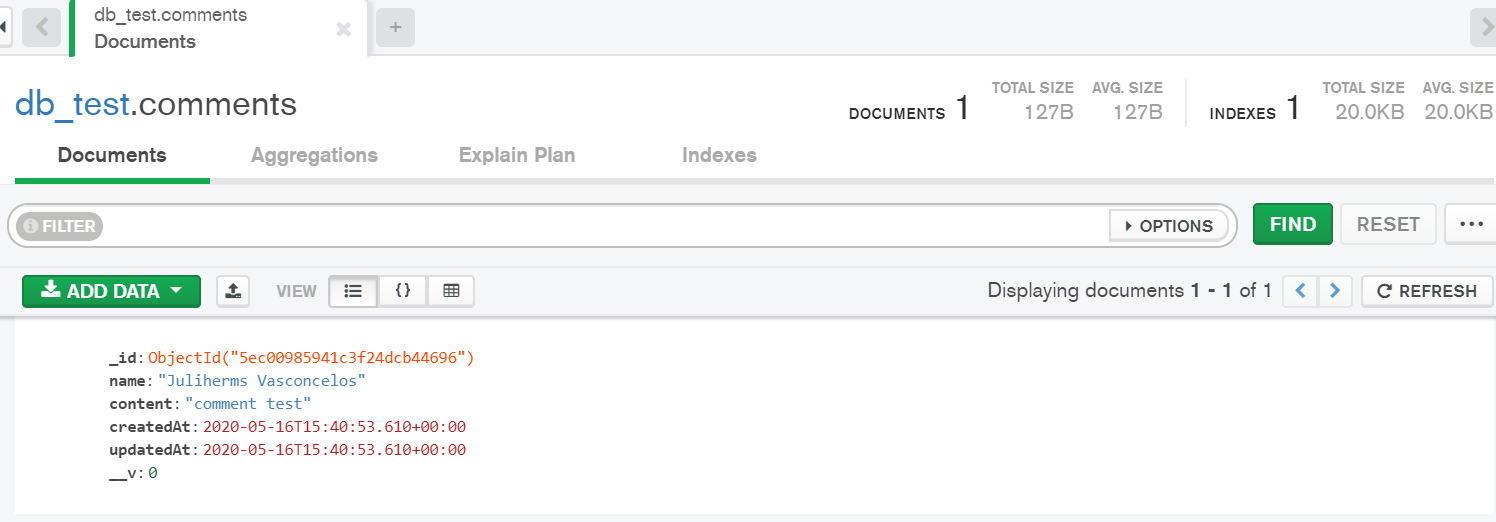 db_test.comments
Documents
db_test.comments
DOCUMENTS 1 TOTAL SIZE 127B AVG. SIZE 127B INDEXES 1 TOTAL SIZE 20.0KB AVG. SIZE 20.0KB
Documents Aggregations Explain Plan Indexes
FILTER OPTIONS FIND RESET ...
ADD DATA VIEW {} Displaying documents 1 - 1 of 1 REFRESH
_id: ObjectId("5ec00985941c3f24dcb44696")
name: "Juliherms Vasconcelos"
content: "comment test"
createdAt: 2020-05-16T15:40:53.610+00:00
updatedAt: 2020-05-16T15:40:53.610+00:00
__v: 0